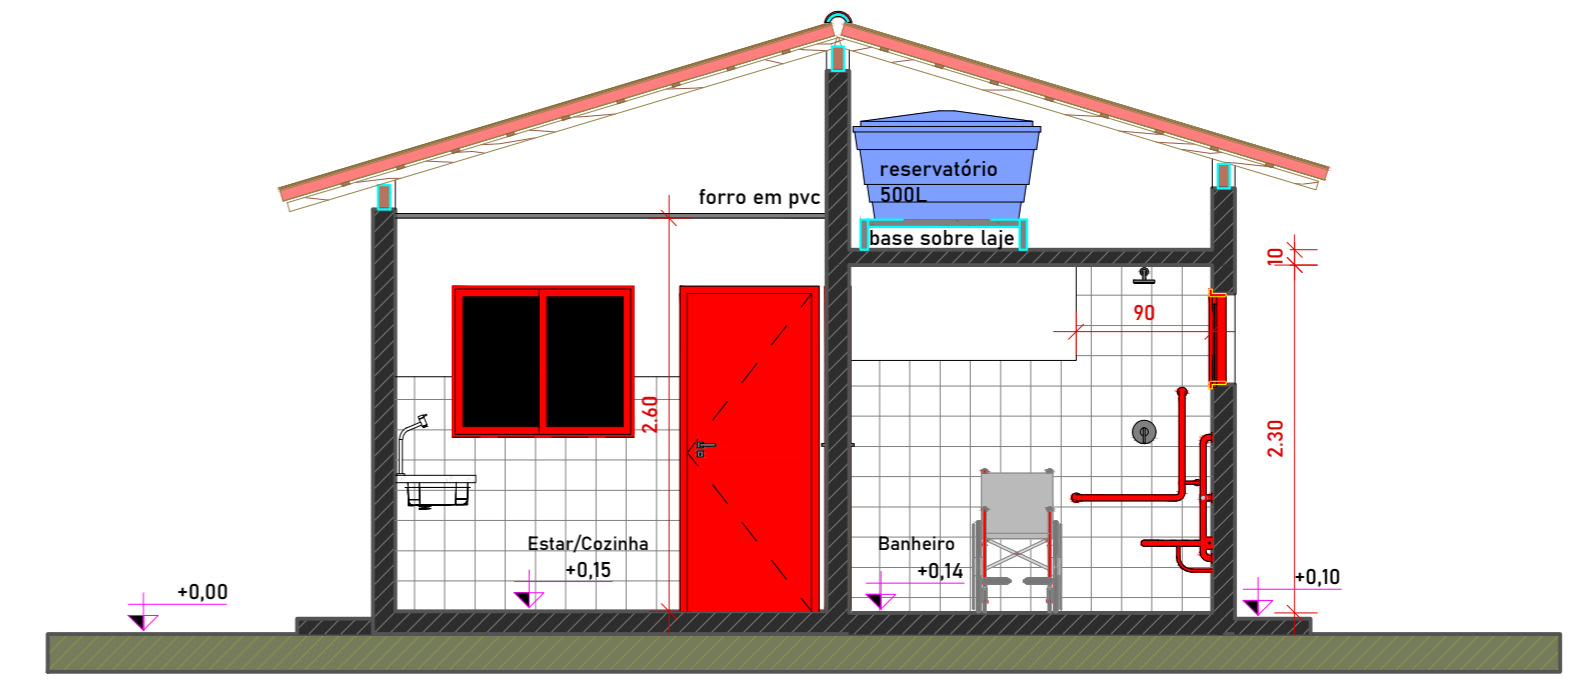 reservatório
500L
forro em pvc
base sobre laje
10
90
2.60
2.30
Estar/Cozinha
+0,15
Banheiro
+0,14
+0,00
+0,10